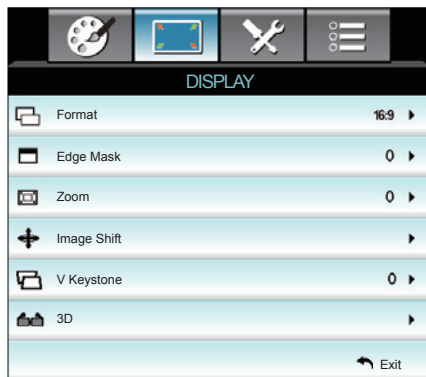 DISPLAY
Format 16:9
Edge Mask 0
Zoom 0
Image Shift
V Keystone 0
3D
Exit